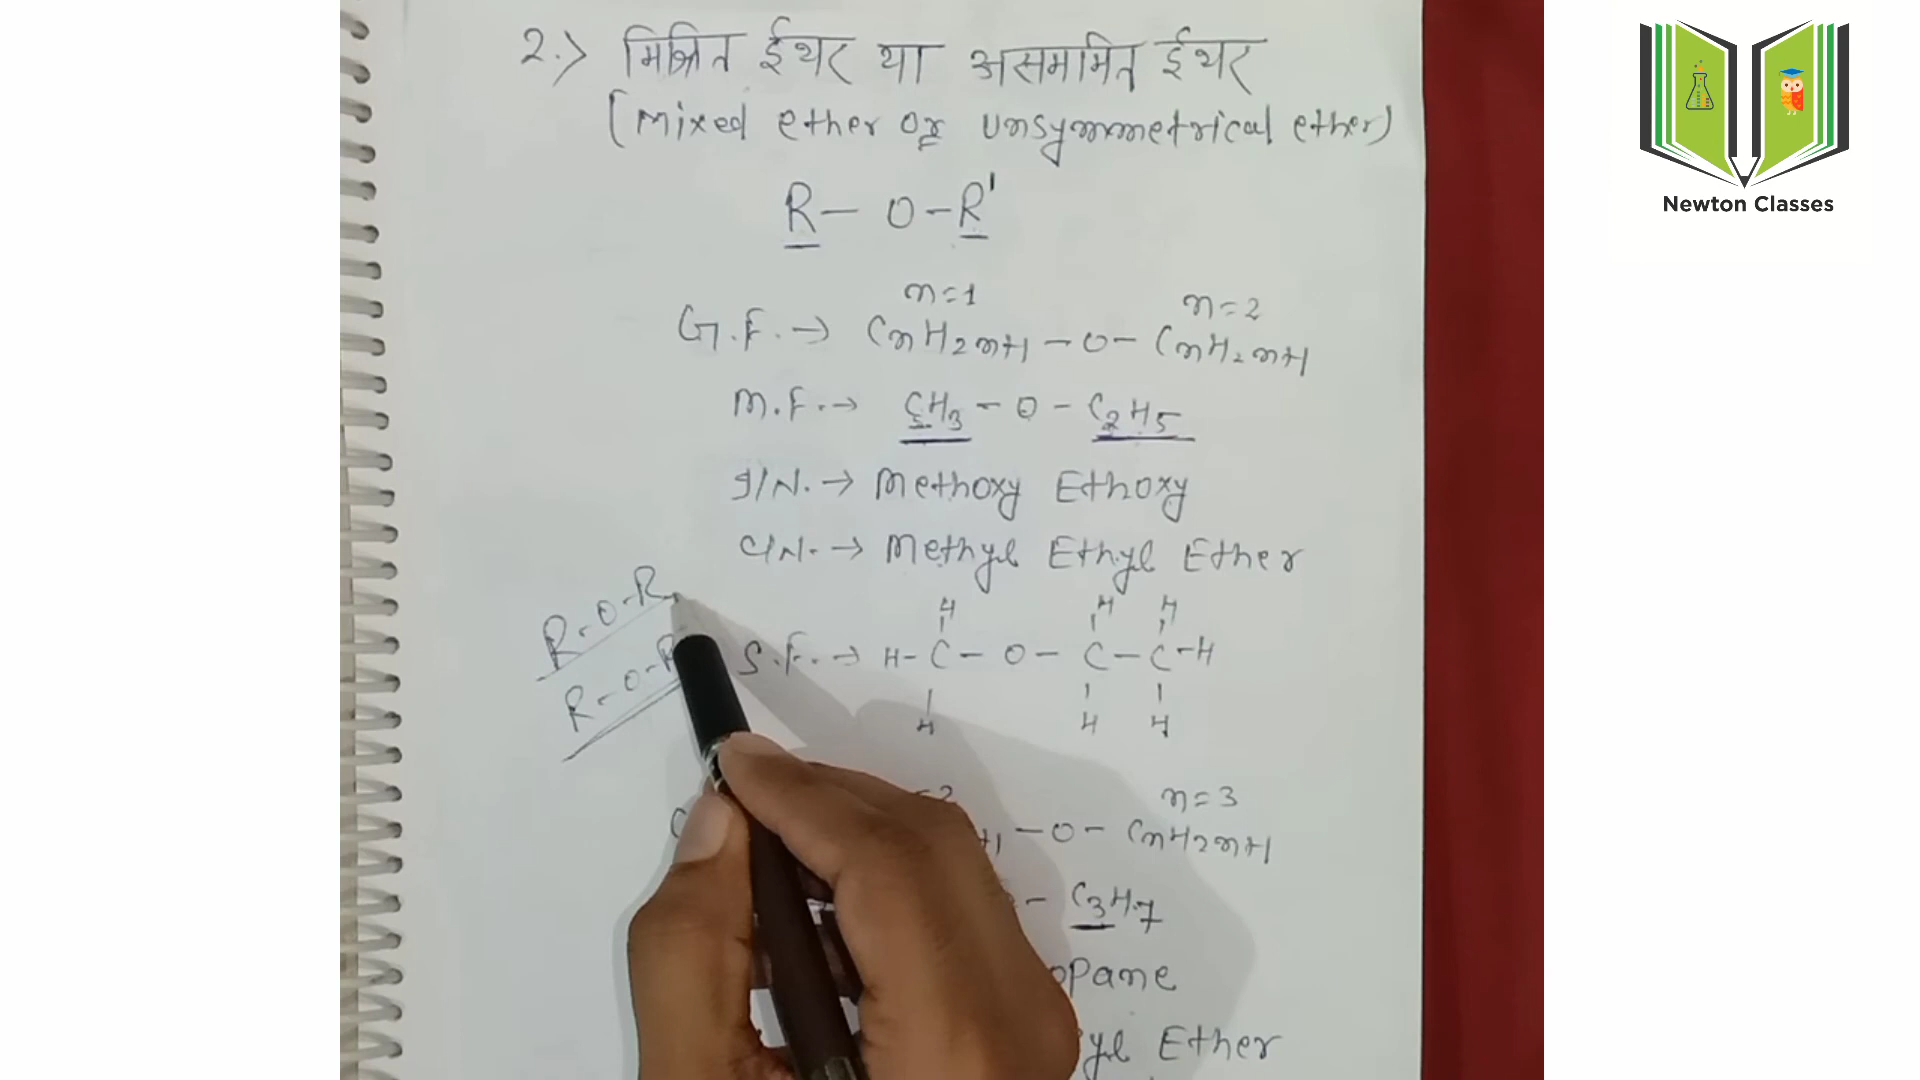 2.) मिश्रित ईथर या असममित ईथर
(Mixed ether or Unsymmetrical ether)
R – O – R'
n=1 n=2
G.F. → CnH2n+1 – O – CnH2n+1
M.F. → CH3 – O – C2H5
I/N. → Methoxy Ethoxy
C/N. → Methyl Ethyl Ether
R-O-R
R-O-R
H H H
S.F. → H – C – O – C – C – H
H H H
n=3
– O – CnH2n+1
– C3H7
Ether
Newton Classes